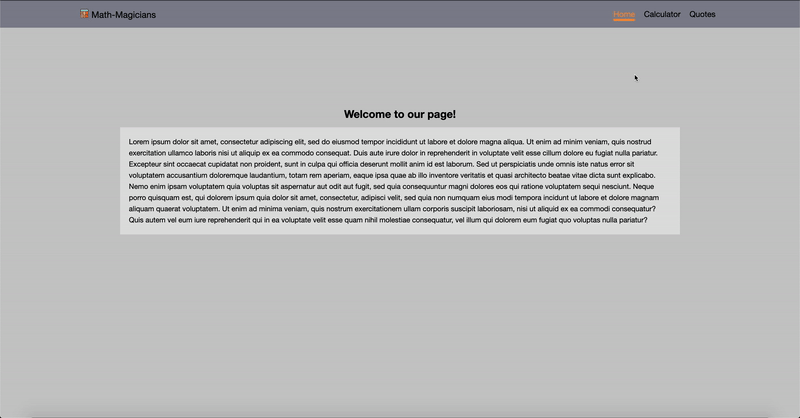 Math-Magicians
Home Calculator Quotes
Welcome to our page!
Lorem ipsum dolor sit amet, consectetur adipiscing elit, sed do eiusmod tempor incididunt ut labore et dolore magna aliqua. Ut enim ad minim veniam, quis nostrud
exercitation ullamco laboris nisi ut aliquip ex ea commodo consequat. Duis aute irure dolor in reprehenderit in voluptate velit esse cillum dolore eu fugiat nulla pariatur.
Excepteur sint occaecat cupidatat non proident, sunt in culpa qui officia deserunt mollit anim id est laborum. Sed ut perspiciatis unde omnis iste natus error sit
voluptatem accusantium doloremque laudantium, totam rem aperiam, eaque ipsa quae ab illo inventore veritatis et quasi architecto beatae vitae dicta sunt explicabo.
Nemo enim ipsam voluptatem quia voluptas sit aspernatur aut odit aut fugit, sed quia consequuntur magni dolores eos qui ratione voluptatem sequi nesciunt. Neque
porro quisquam est, qui dolorem ipsum quia dolor sit amet, consectetur, adipisci velit, sed quia non numquam eius modi tempora incidunt ut labore et dolore magnam
aliquam quaerat voluptatem. Ut enim ad minima veniam, quis nostrum exercitationem ullam corporis suscipit laboriosam, nisi ut aliquid ex ea commodi consequatur?
Quis autem vel eum iure reprehenderit qui in ea voluptate velit esse quam nihil molestiae consequatur, vel illum qui dolorem eum fugiat quo voluptas nulla pariatur?